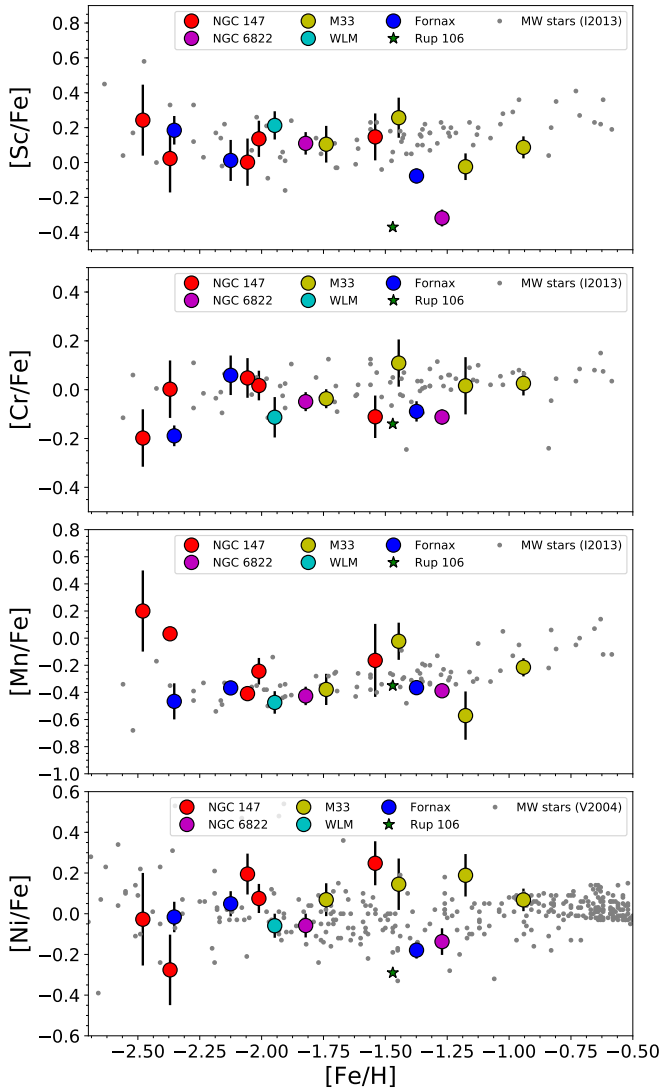 NGC 147 M33 Fornax MW stars (I2013)
NGC 6822 WLM Rup 106
0.8
0.6
0.4
0.2
0.0
−0.2
−0.4
[Sc/Fe]
NGC 147 M33 Fornax MW stars (I2013)
NGC 6822 WLM Rup 106
0.4
0.2
0.0
−0.2
−0.4
[Cr/Fe]
NGC 147 M33 Fornax MW stars (I2013)
NGC 6822 WLM Rup 106
0.8
0.6
0.4
0.2
0.0
−0.2
−0.4
−0.6
−0.8
−1.0
[Mn/Fe]
NGC 147 M33 Fornax MW stars (V2004)
NGC 6822 WLM Rup 106
0.6
0.4
0.2
0.0
−0.2
−0.4
−0.6
[Ni/Fe]
−2.50 −2.25 −2.00 −1.75 −1.50 −1.25 −1.00 −0.75 −0.50
[Fe/H]